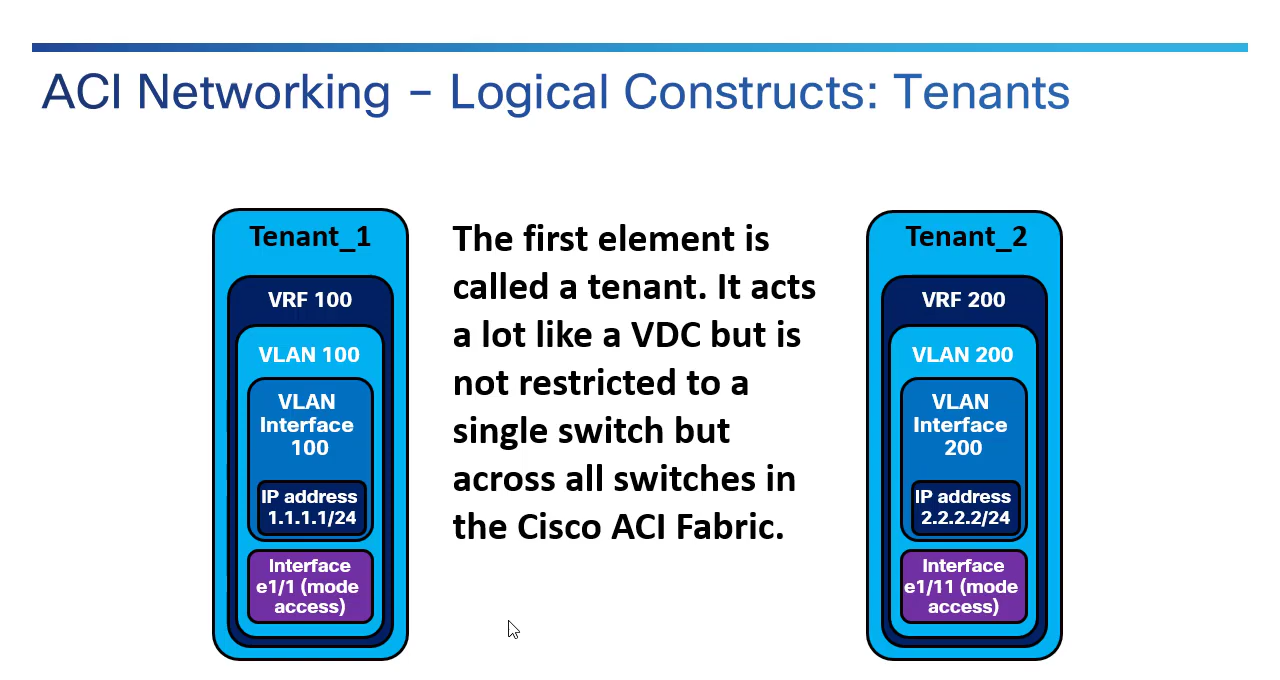 ACI Networking – Logical Constructs: Tenants
Tenant_1
VRF 100
VLAN 100
VLAN
Interface
100
IP address
1.1.1.1/24
Interface
e1/1 (mode
access)
The first element is
called a tenant. It acts
a lot like a VDC but is
not restricted to a
single switch but
across all switches in
the Cisco ACI Fabric.
Tenant_2
VRF 200
VLAN 200
VLAN
Interface
200
IP address
2.2.2.2/24
Interface
e1/11 (mode
access)